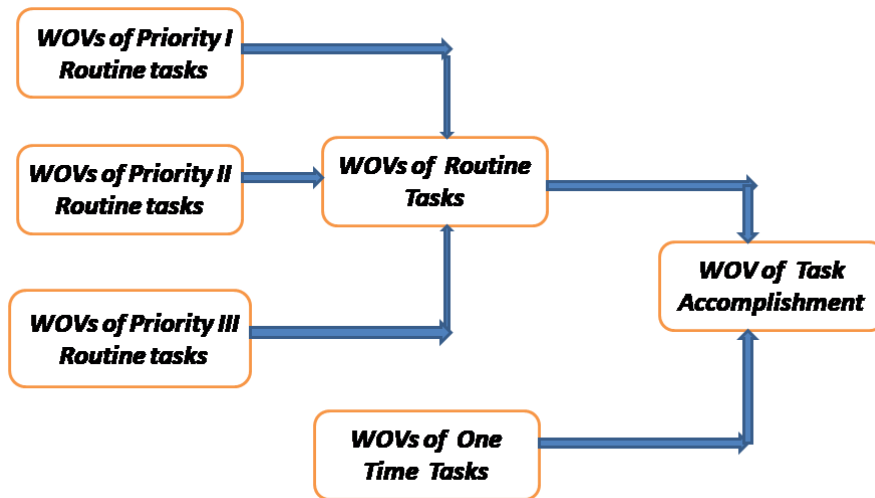 WOVs of Priority I
Routine tasks
WOVs of Priority II
Routine tasks
WOVs of Routine
Tasks
WOV of Task
Accomplishment
WOVs of Priority III
Routine tasks
WOVs of One
Time Tasks